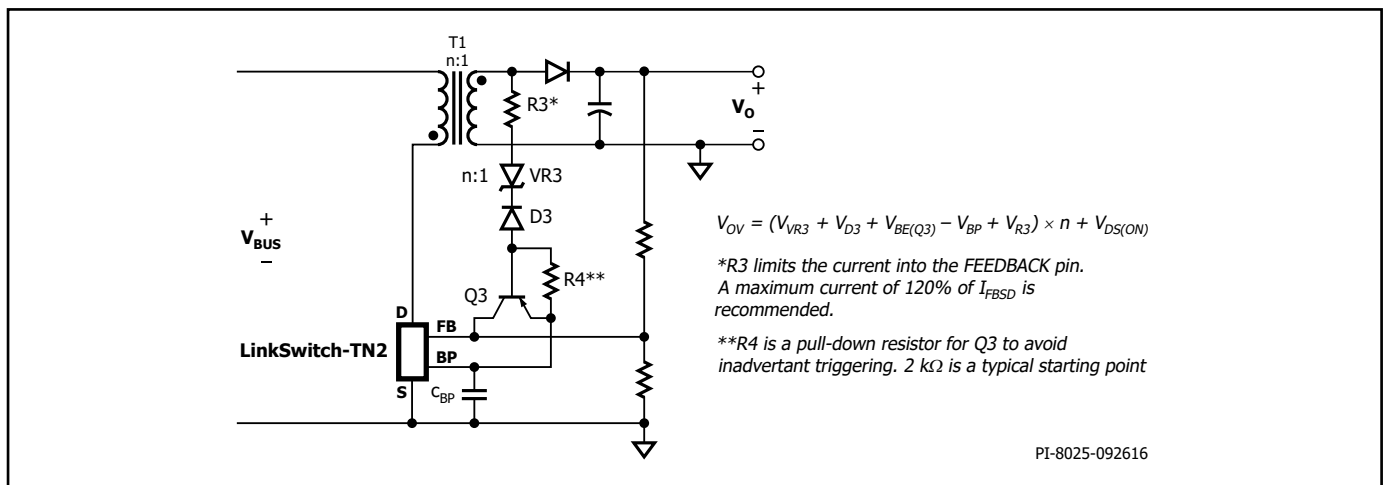 T1
n:1
R3*
+
V_O
–
n:1
VR3
D3
+
V_BUS
–
R4**
Q3
D
FB
LinkSwitch-TN2
BP
S
C_BP
V_OV = (V_VR3 + V_D3 + V_BE(Q3) – V_BP + V_R3) × n + V_DS(ON)
*R3 limits the current into the FEEDBACK pin.
A maximum current of 120% of I_FBSD is
recommended.
**R4 is a pull-down resistor for Q3 to avoid
inadvertant triggering. 2 kΩ is a typical starting point
PI-8025-092616